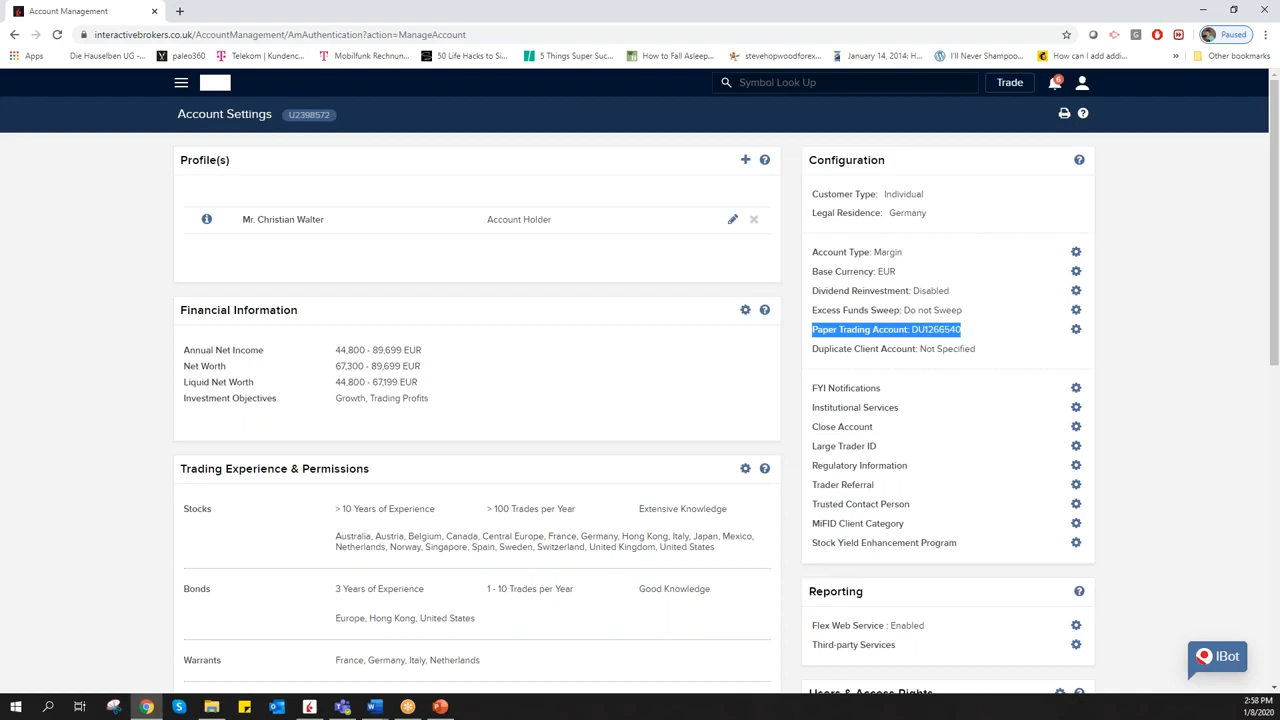 Account Management
interactivebrokers.co.uk/AccountManagement/AmAuthentication?action=ManageAccount
Paused
Apps
Die Hauselben UG -...
paleo360
Telekom | Kundenc...
Mobilfunk Rechnun...
50 Life Hacks to Si...
5 Things Super Suc...
How to Fall Asleep...
stevehopwoodforex...
January 14, 2014: H...
I'll Never Shampoo...
How can I add addi...
»
Other bookmarks
Symbol Look Up
Trade
6
Account Settings
U2398572
Profile(s)
Mr. Christian Walter
Account Holder
Financial Information
Annual Net Income 44,800 - 89,699 EUR
Net Worth 67,300 - 89,699 EUR
Liquid Net Worth 44,800 - 67,199 EUR
Investment Objectives Growth, Trading Profits
Trading Experience & Permissions
Stocks > 10 Years of Experience > 100 Trades per Year Extensive Knowledge
Australia, Austria, Belgium, Canada, Central Europe, France, Germany, Hong Kong, Italy, Japan, Mexico,
Netherlands, Norway, Singapore, Spain, Sweden, Switzerland, United Kingdom, United States
Bonds 3 Years of Experience 1 - 10 Trades per Year Good Knowledge
Europe, Hong Kong, United States
Warrants France, Germany, Italy, Netherlands
Configuration
Customer Type: Individual
Legal Residence: Germany
Account Type: Margin
Base Currency: EUR
Dividend Reinvestment: Disabled
Excess Funds Sweep: Do not Sweep
Paper Trading Account: DU1266540
Duplicate Client Account: Not Specified
FYI Notifications
Institutional Services
Close Account
Large Trader ID
Regulatory Information
Trader Referral
Trusted Contact Person
MiFID Client Category
Stock Yield Enhancement Program
Reporting
Flex Web Service : Enabled
Third-party Services
Users & Access Rights
IBot
2:58 PM
1/8/2020